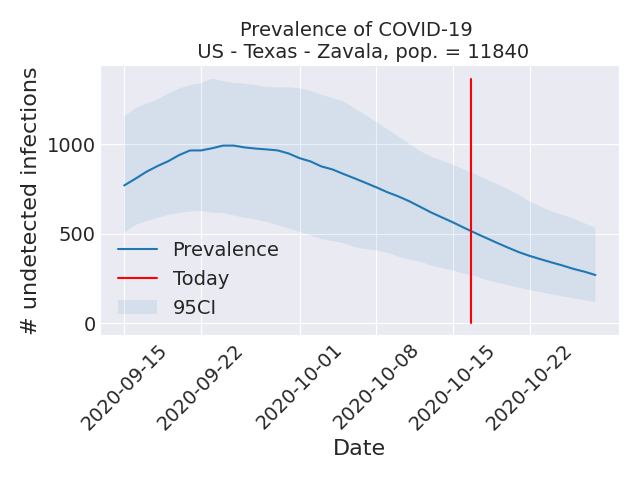 Prevalence of COVID-19
US - Texas - Zavala, pop. = 11840
# undetected infections
1000
500
0
Prevalence
Today
95CI
2020-09-15
2020-09-22
2020-10-01
2020-10-08
2020-10-15
2020-10-22
Date